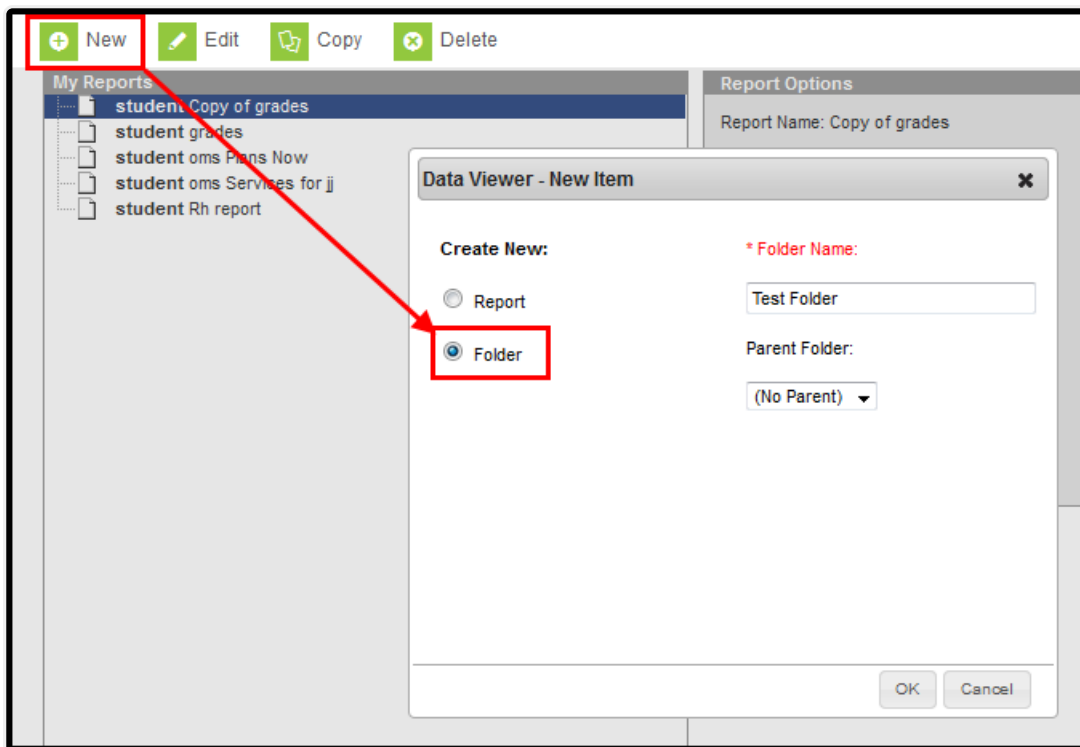 New Edit Copy Delete
My Reports
student Copy of grades
student grades
student oms Plans Now
student oms Services for jj
student Rh report
Report Options
Report Name: Copy of grades
Data Viewer - New Item
Create New:
Report
Folder
* Folder Name:
Test Folder
Parent Folder:
(No Parent)
OK Cancel